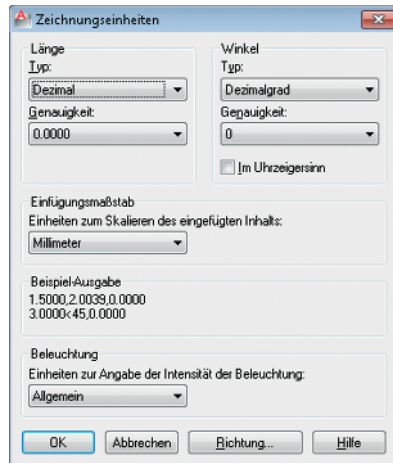 Zeichnungseinheiten
Länge
Typ:
Dezimal
Genauigkeit:
0.0000
Winkel
Typ:
Dezimalgrad
Genauigkeit:
0
Im Uhrzeigersinn
Einfügungsmaßstab
Einheiten zum Skalieren des eingefügten Inhalts:
Millimeter
Beispiel-Ausgabe
1.5000,2.0039,0.0000
3.0000<45,0.0000
Beleuchtung
Einheiten zur Angabe der Intensität der Beleuchtung:
Allgemein
OK Abbrechen Richtung... Hilfe